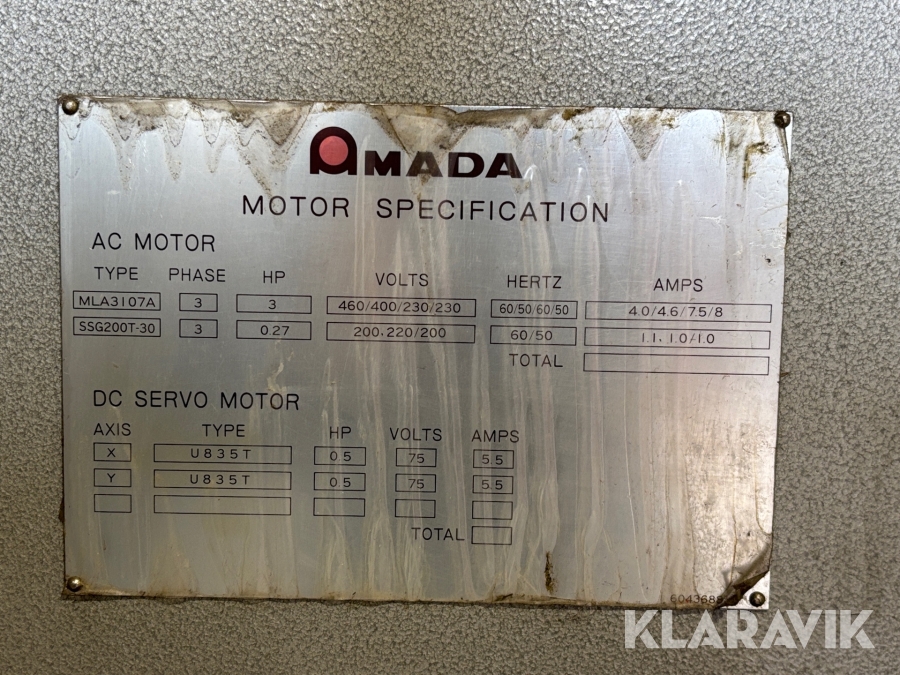 AMADA
MOTOR SPECIFICATION
AC MOTOR
TYPE PHASE HP VOLTS HERTZ AMPS
MLA3107A 3 3 460/400/230/230 60/50/60/50 4.0/4.6/7.5/8
SSG200T-30 3 0.27 200.220/200 60/50 1.1, 1.0/1.0
TOTAL
DC SERVO MOTOR
AXIS TYPE HP VOLTS AMPS
X U835T 0.5 75 5.5
Y U835T 0.5 75 5.5
TOTAL
KLARAVIK